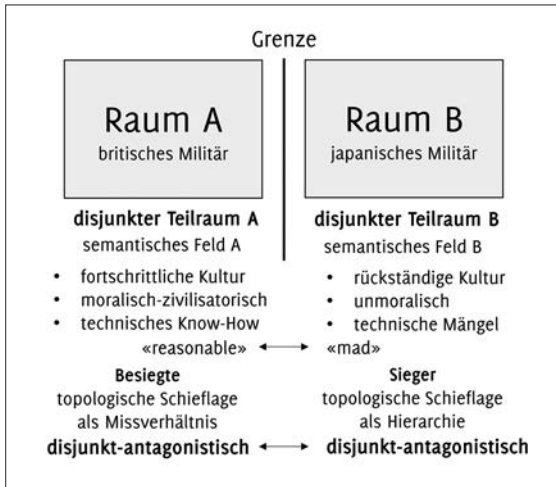 Grenze
Raum A
britisches Militär
disjunkter Teilraum A
semantisches Feld A
• fortschrittliche Kultur
• moralisch-zivilisatorisch
• technisches Know-How
«reasonable»
Besiegte
topologische Schieflage
als Missverhältnis
disjunkt-antagonistisch
Raum B
japanisches Militär
disjunkter Teilraum B
semantisches Feld B
• rückständige Kultur
• unmoralisch
• technische Mängel
«mad»
Sieger
topologische Schieflage
als Hierarchie
disjunkt-antagonistisch